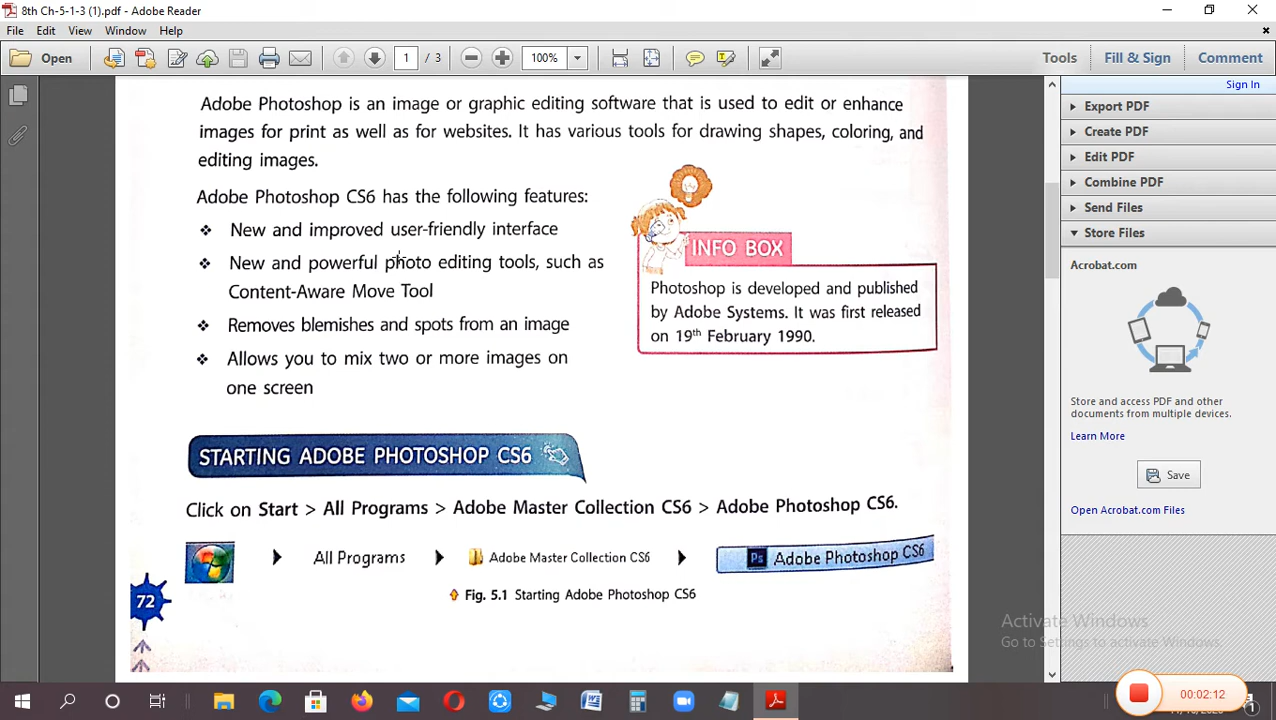 8th Ch-5-1-3 (1).pdf - Adobe Reader
File Edit View Window Help
Open 1 / 3 100% Tools Fill & Sign Comment
Sign In
Export PDF
Create PDF
Edit PDF
Combine PDF
Send Files
Store Files
Acrobat.com
Store and access PDF and other
documents from multiple devices.
Learn More
Save
Open Acrobat.com Files
Adobe Photoshop is an image or graphic editing software that is used to edit or enhance
images for print as well as for websites. It has various tools for drawing shapes, coloring, and
editing images.
Adobe Photoshop CS6 has the following features:
❖ New and improved user-friendly interface
❖ New and powerful photo editing tools, such as
Content-Aware Move Tool
❖ Removes blemishes and spots from an image
❖ Allows you to mix two or more images on
one screen
INFO BOX
Photoshop is developed and published
by Adobe Systems. It was first released
on 19th February 1990.
STARTING ADOBE PHOTOSHOP CS6
Click on Start > All Programs > Adobe Master Collection CS6 > Adobe Photoshop CS6.
All Programs Adobe Master Collection CS6 Ps Adobe Photoshop CS6
Fig. 5.1 Starting Adobe Photoshop CS6
72
Activate Windows
Go to Settings to activate Windows.
00:02:12